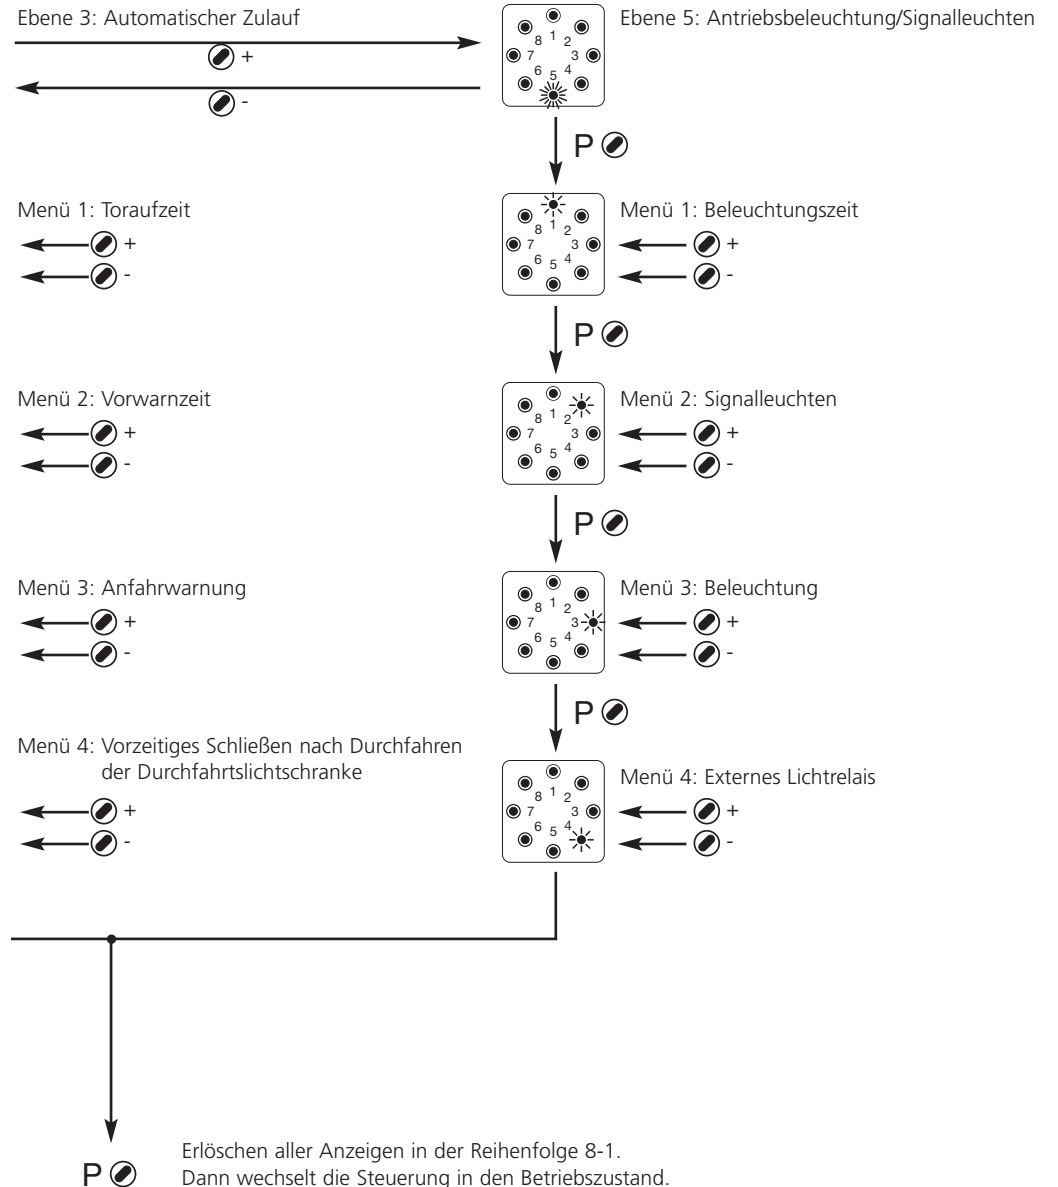 Ebene 3: Automatischer Zulauf
+
-
Ebene 5: Antriebsbeleuchtung/Signalleuchten
8 1 2
7 3
6 5 4
P
Menü 1: Toraufzeit
+
-
8 1 2
7 3
6 5 4
Menü 1: Beleuchtungszeit
+
-
P
Menü 2: Vorwarnzeit
+
-
8 1 2
7 3
6 5 4
Menü 2: Signalleuchten
+
-
P
Menü 3: Anfahrwarnung
+
-
8 1 2
7 3
6 5 4
Menü 3: Beleuchtung
+
-
P
Menü 4: Vorzeitiges Schließen nach Durchfahren
der Durchfahrtslichtschranke
+
-
8 1 2
7 3
6 5 4
Menü 4: Externes Lichtrelais
+
-
P
Erlöschen aller Anzeigen in der Reihenfolge 8-1.
Dann wechselt die Steuerung in den Betriebszustand.